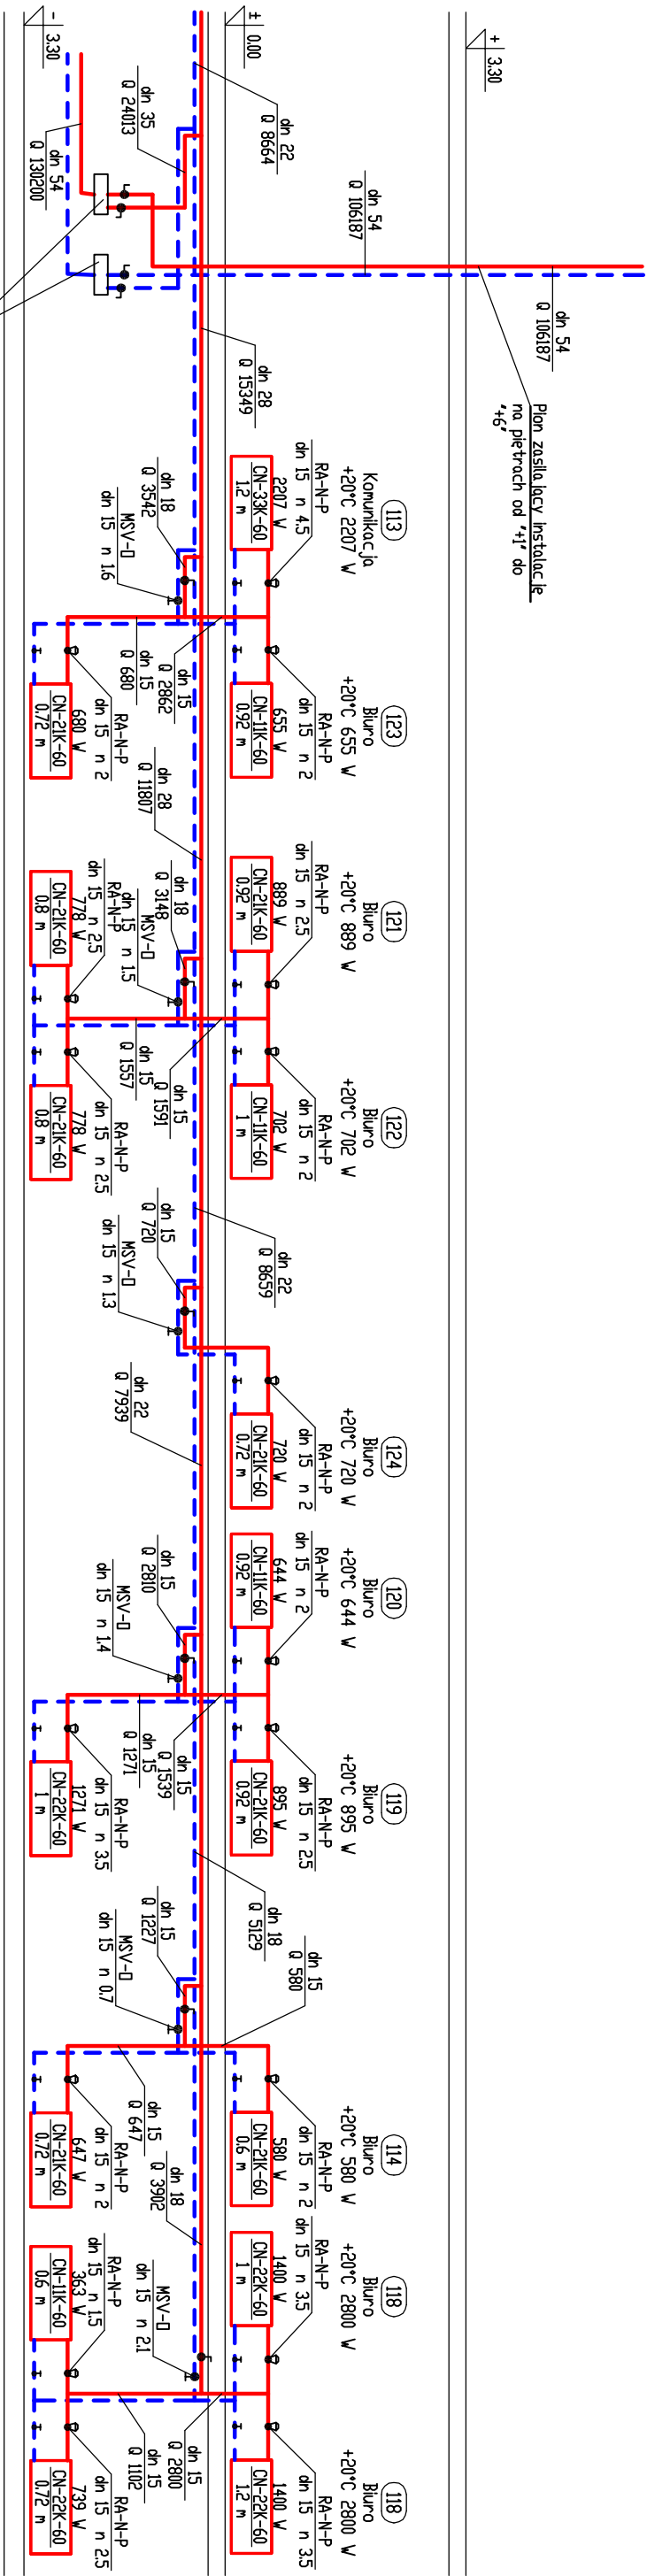 +
3.30
±
0.00
-
3.30
Pion zasilający instalację
na piętrach od "+1" do
"+6"
dn 54
Q 106187
dn 54
Q 106187
dn 22
Q 8664
dn 35
Q 24013
dn 54
Q 130200
dn 28
Q 15349
113
Komunikacja
+20°C 2207 W
RA-N-P
dn 15 n 4.5
2207 W
CN-33K-60
1.2 m
dn 18
Q 3542
MSV-D
dn 15 n 1.6
123
Biuro
+20°C 655 W
RA-N-P
dn 15 n 2
655 W
CN-11K-60
0.92 m
dn 15
Q 2862
dn 15
Q 680
RA-N-P
dn 15 n 2
680 W
CN-21K-60
0.72 m
dn 28
Q 11807
121
Biuro
+20°C 889 W
RA-N-P
dn 15 n 2.5
889 W
CN-21K-60
0.92 m
dn 18
Q 3148
MSV-D
dn 15 n 1.5
RA-N-P
dn 15 n 2.5
778 W
CN-21K-60
0.8 m
122
Biuro
+20°C 702 W
RA-N-P
dn 15 n 2
702 W
CN-11K-60
1 m
dn 15
Q 1591
dn 15
Q 1557
RA-N-P
dn 15 n 2.5
778 W
CN-21K-60
0.8 m
dn 22
Q 8659
dn 15
Q 720
MSV-D
dn 15 n 1.3
124
Biuro
+20°C 720 W
RA-N-P
dn 15 n 2
720 W
CN-21K-60
0.72 m
dn 22
Q 7939
120
Biuro
+20°C 644 W
RA-N-P
dn 15 n 2
644 W
CN-11K-60
0.92 m
dn 15
Q 2810
MSV-D
dn 15 n 1.4
119
Biuro
+20°C 895 W
RA-N-P
dn 15 n 2.5
895 W
CN-21K-60
0.92 m
dn 15
Q 1539
dn 15
Q 1271
RA-N-P
dn 15 n 3.5
1271 W
CN-22K-60
1 m
dn 18
Q 5129
dn 15
Q 1227
MSV-D
dn 15 n 0.7
dn 15
Q 580
114
Biuro
+20°C 580 W
RA-N-P
dn 15 n 2
580 W
CN-21K-60
0.6 m
dn 15
Q 647
RA-N-P
dn 15 n 2
647 W
CN-21K-60
0.72 m
dn 18
Q 3902
118
Biuro
+20°C 2800 W
RA-N-P
dn 15 n 3.5
1400 W
CN-22K-60
1 m
MSV-D
dn 15 n 2.1
RA-N-P
dn 15 n 1.5
363 W
CN-11K-60
0.6 m
118
Biuro
+20°C 2800 W
RA-N-P
dn 15 n 3.5
1400 W
CN-22K-60
1.2 m
dn 15
Q 2800
dn 15
Q 1102
RA-N-P
dn 15 n 2.5
739 W
CN-22K-60
0.72 m